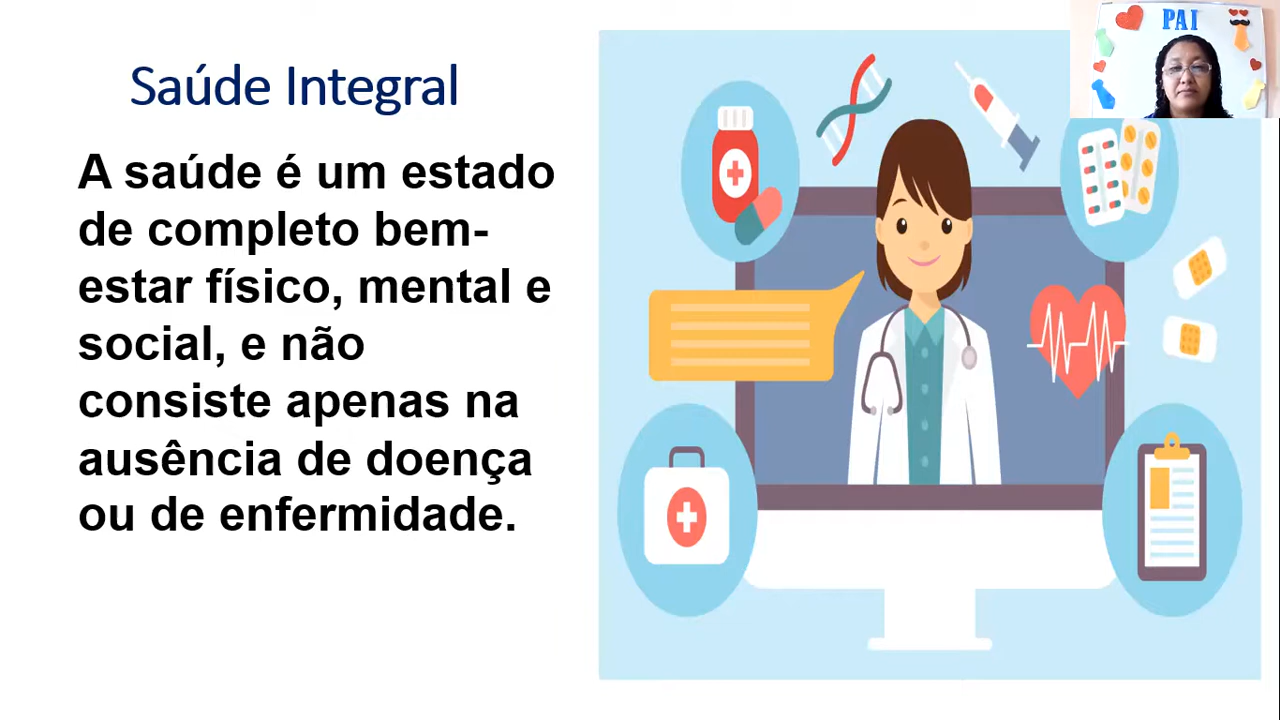 Saúde Integral
A saúde é um estado
de completo bem-
estar físico, mental e
social, e não
consiste apenas na
ausência de doença
ou de enfermidade.
PAI